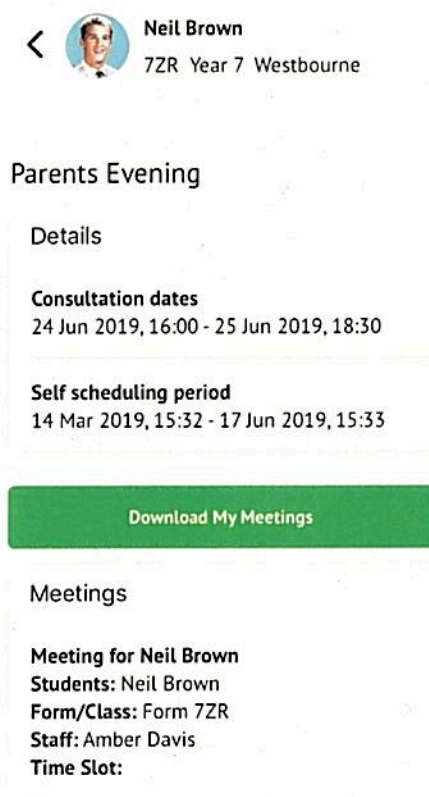 Neil Brown
7ZR Year 7 Westbourne
Parents Evening
Details
Consultation dates
24 Jun 2019, 16:00 - 25 Jun 2019, 18:30
Self scheduling period
14 Mar 2019, 15:32 - 17 Jun 2019, 15:33
Download My Meetings
Meetings
Meeting for Neil Brown
Students: Neil Brown
Form/Class: Form 7ZR
Staff: Amber Davis
Time Slot: